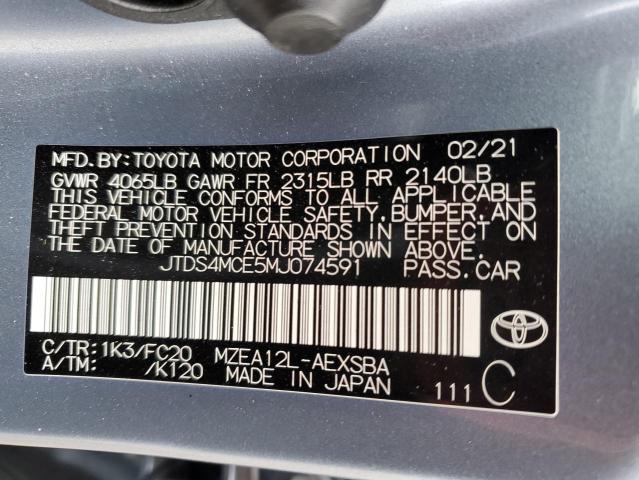 MFD.BY: TOYOTA MOTOR CORPORATION 02/21
GVWR 4065LB GAWR FR 2315LB RR 2140LB
THIS VEHICLE CONFORMS TO ALL APPLICABLE
FEDERAL MOTOR VEHICLE SAFETY, BUMPER, AND
THEFT PREVENTION STANDARDS IN EFFECT ON
THE DATE OF MANUFACTURE SHOWN ABOVE.
JTDS4MCE5MJ074591 PASS.CAR
C/TR: 1K3/FC20 MZEA12L-AEXSBA
A/TM: /K120 MADE IN JAPAN 111 C